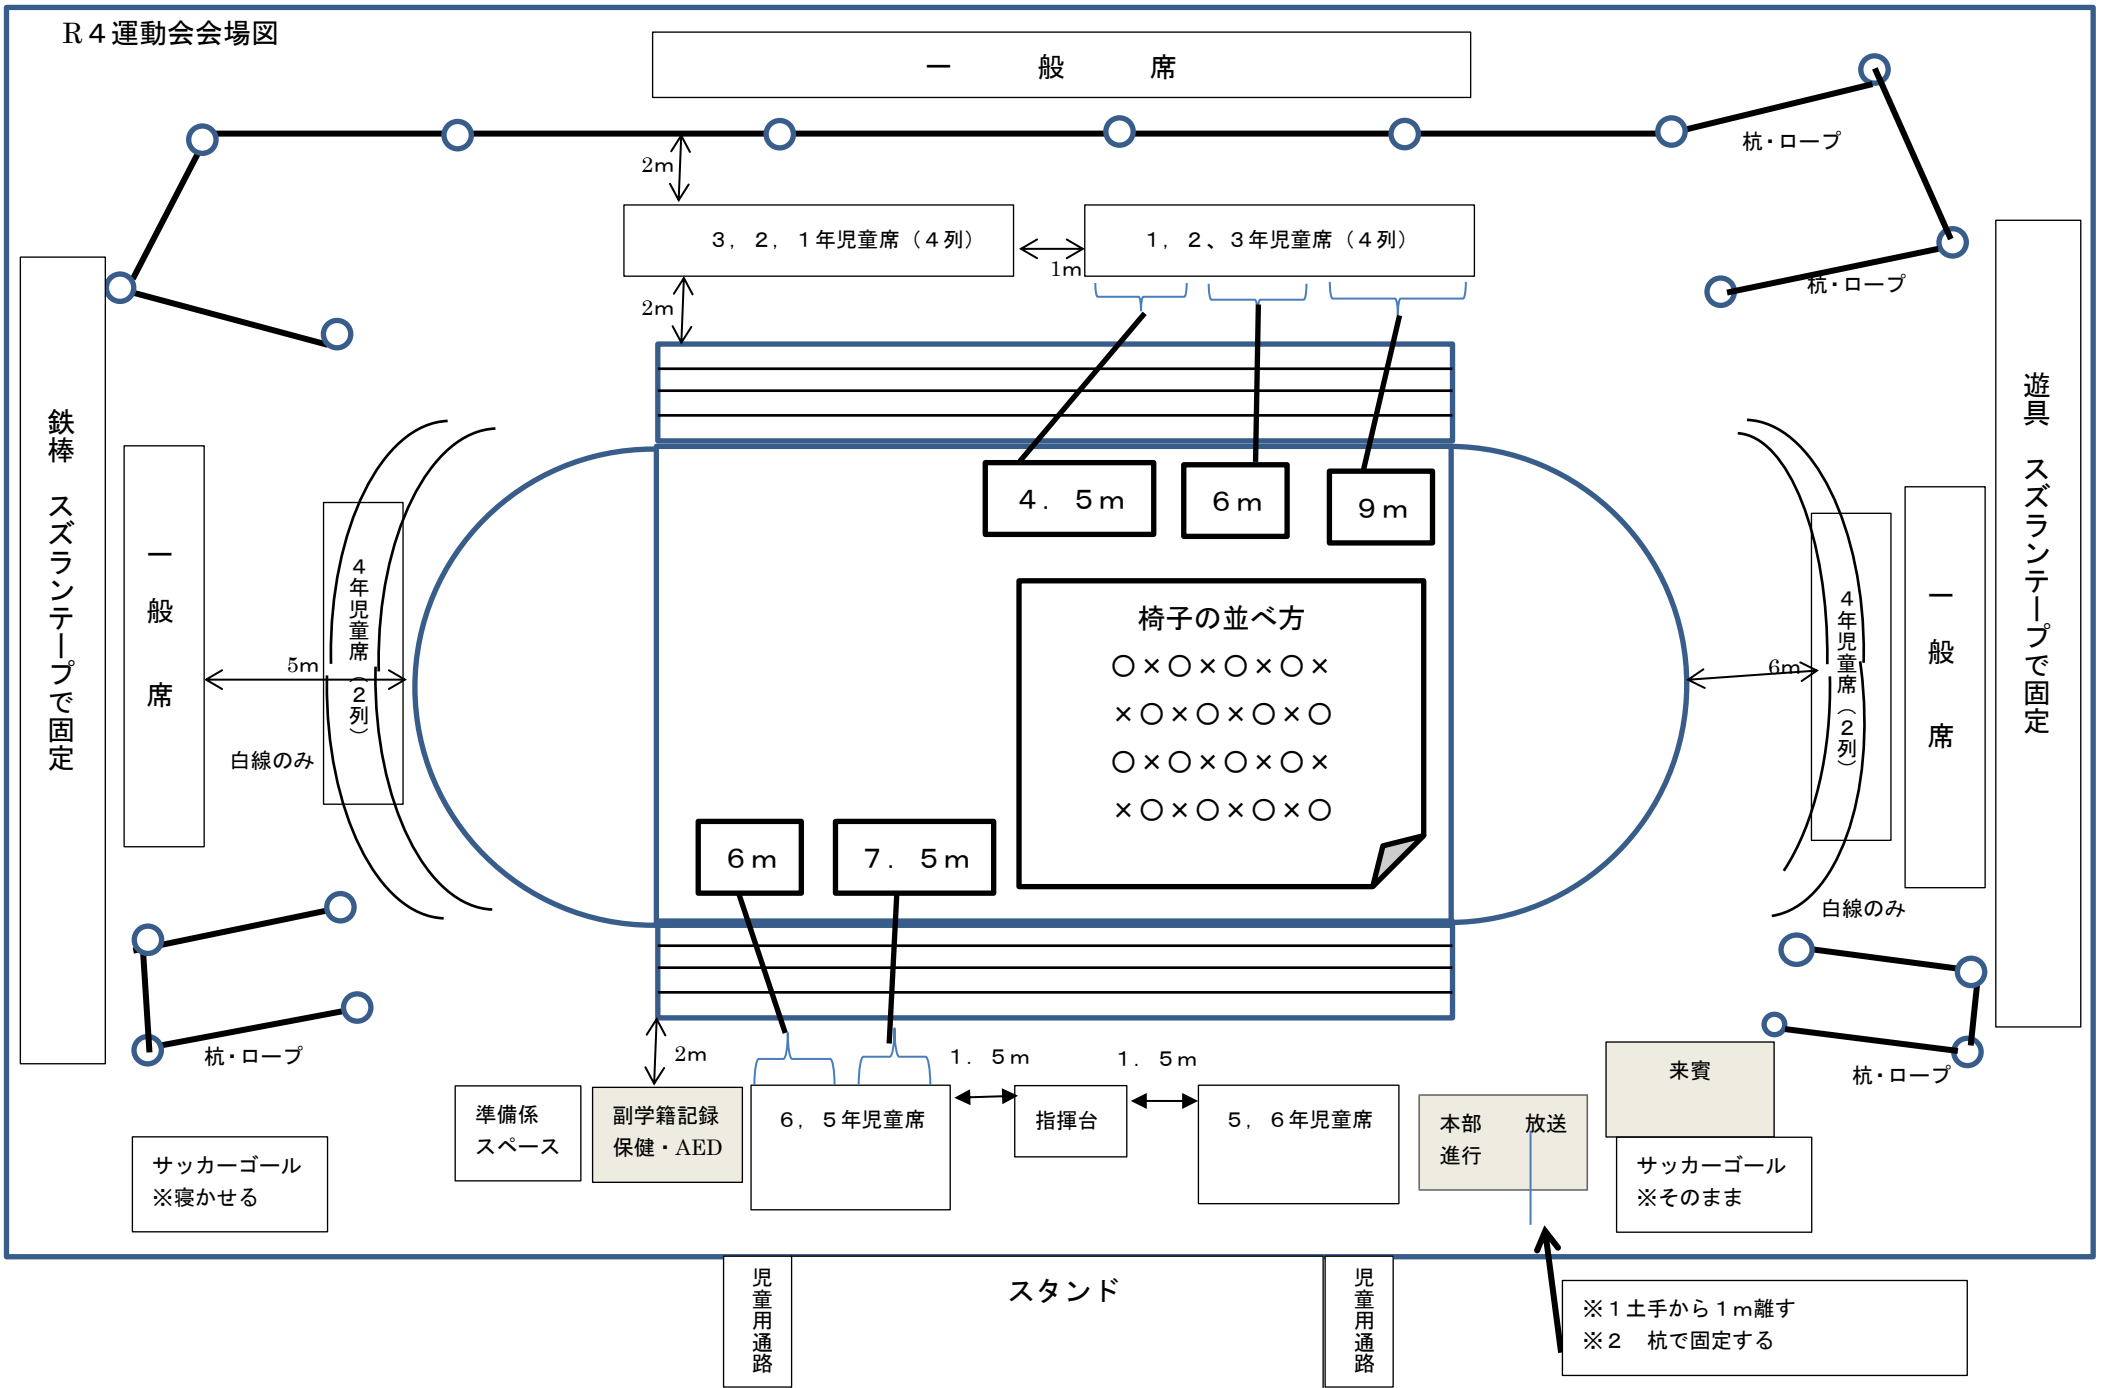 R４運動会会場図
一　般　席
杭・ロープ
2m
３，２，１年児童席（４列）
1m
１，２、３年児童席（４列）
杭・ロープ
2m
鉄棒　スズランテープで固定
一　般　席
4年児童席（２列）
5m
白線のみ
４．５ｍ
６ｍ
９ｍ
椅子の並べ方
○×○×○×○×
×○×○×○×○
○×○×○×○×
×○×○×○×○
6m
４年児童席（２列）
一　般　席
遊具　スズランテープで固定
白線のみ
６ｍ
７．５ｍ
杭・ロープ
2m
１．５ｍ
１．５ｍ
杭・ロープ
準備係
スペース
副学籍記録
保健・AED
６，５年児童席
指揮台
５，６年児童席
本部　放送
進行
来賓
サッカーゴール
※寝かせる
サッカーゴール
※そのまま
児童用通路
スタンド
児童用通路
※１土手から１ｍ離す
※２　杭で固定する